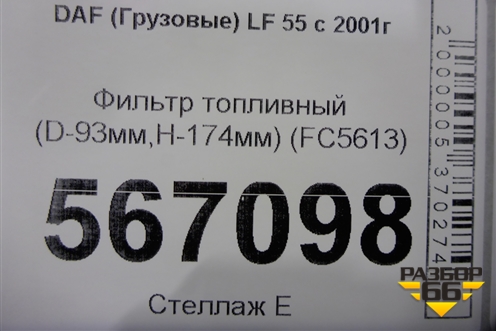 DAF (Грузовые) LF 55 с 2001г
Фильтр топливный
(D-93мм,H-174мм) (FC5613)
567098
Стеллаж E
2000005370274
РАЗБОР
66